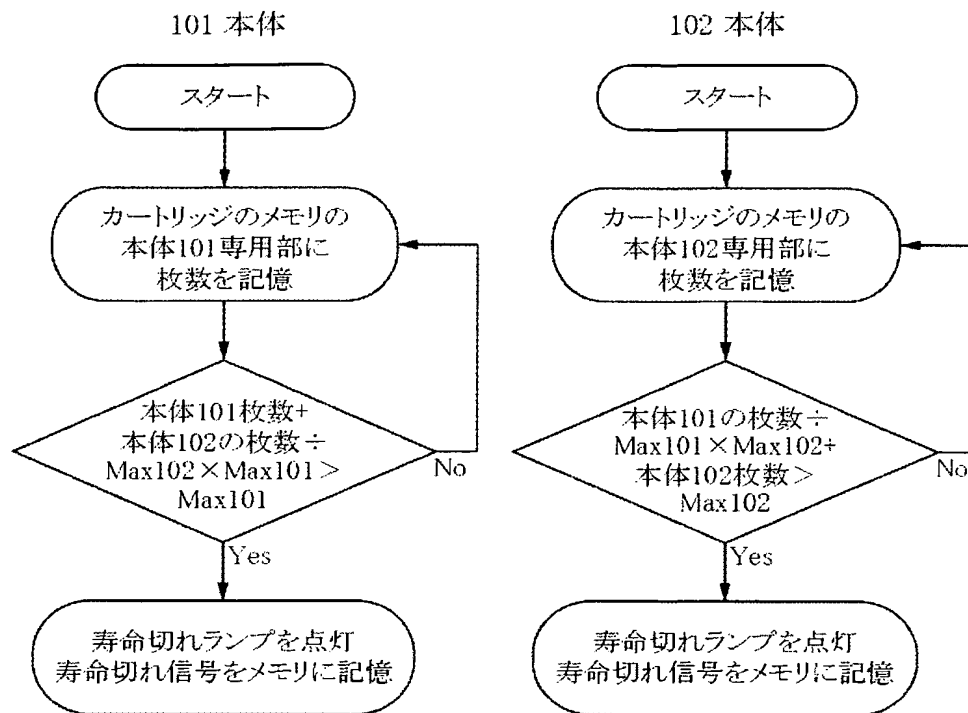 101 本体
スタート
カートリッジのメモリの
本体101専用部に
枚数を記憶
本体101枚数+
本体102の枚数÷
Max102×Max101>
Max101
No
Yes
寿命切れランプを点灯
寿命切れ信号をメモリに記憶
102 本体
スタート
カートリッジのメモリの
本体102専用部に
枚数を記憶
本体101の枚数÷
Max101×Max102+
本体102枚数>
Max102
No
Yes
寿命切れランプを点灯
寿命切れ信号をメモリに記憶